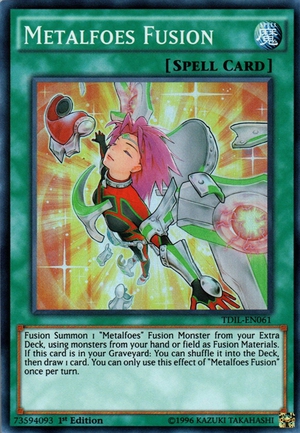 METALFOES FUSION
[SPELL CARD]
TDIL-EN061
Fusion Summon 1 "Metalfoes" Fusion Monster from your Extra
Deck, using monsters from your hand or field as Fusion Materials.
If this card is in your Graveyard: You can shuffle it into the Deck,
then draw 1 card. You can only use this effect of "Metalfoes Fusion"
once per turn.
73594093 1st Edition ©1996 KAZUKI TAKAHASHI